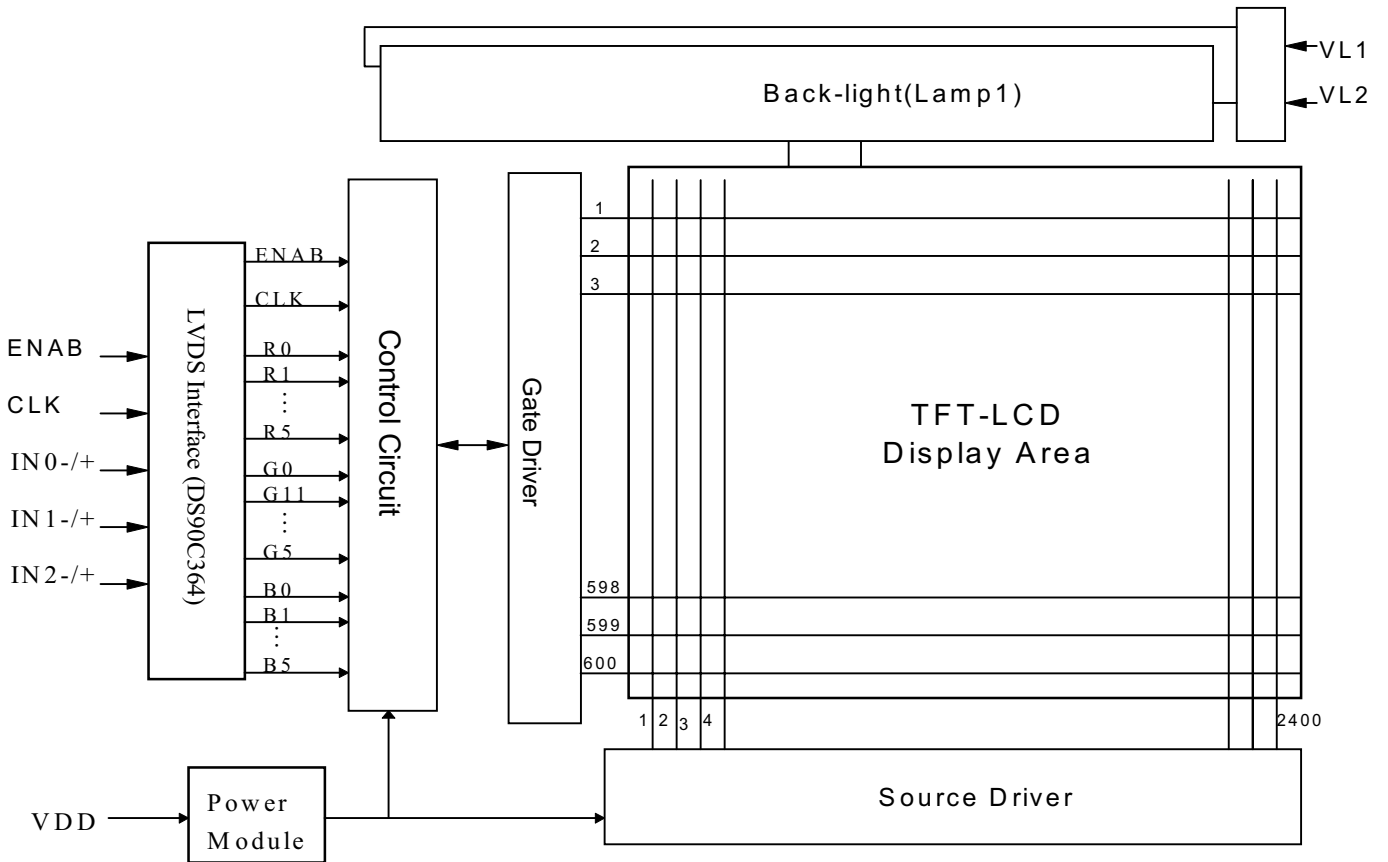 VL1
Back-light(Lamp1)
VL2
1
2
3
ENAB
CLK
R0
R1
⋮
R5
G0
G11
⋮
G5
B0
B1
⋮
B5
ENAB
CLK
IN0-/+
IN1-/+
IN2-/+
LVDS Interface (DS90C364)
Control Circuit
Gate Driver
TFT-LCD
Display Area
598
599
600
1 2 3 4 2400
Source Driver
VDD
Power
Module